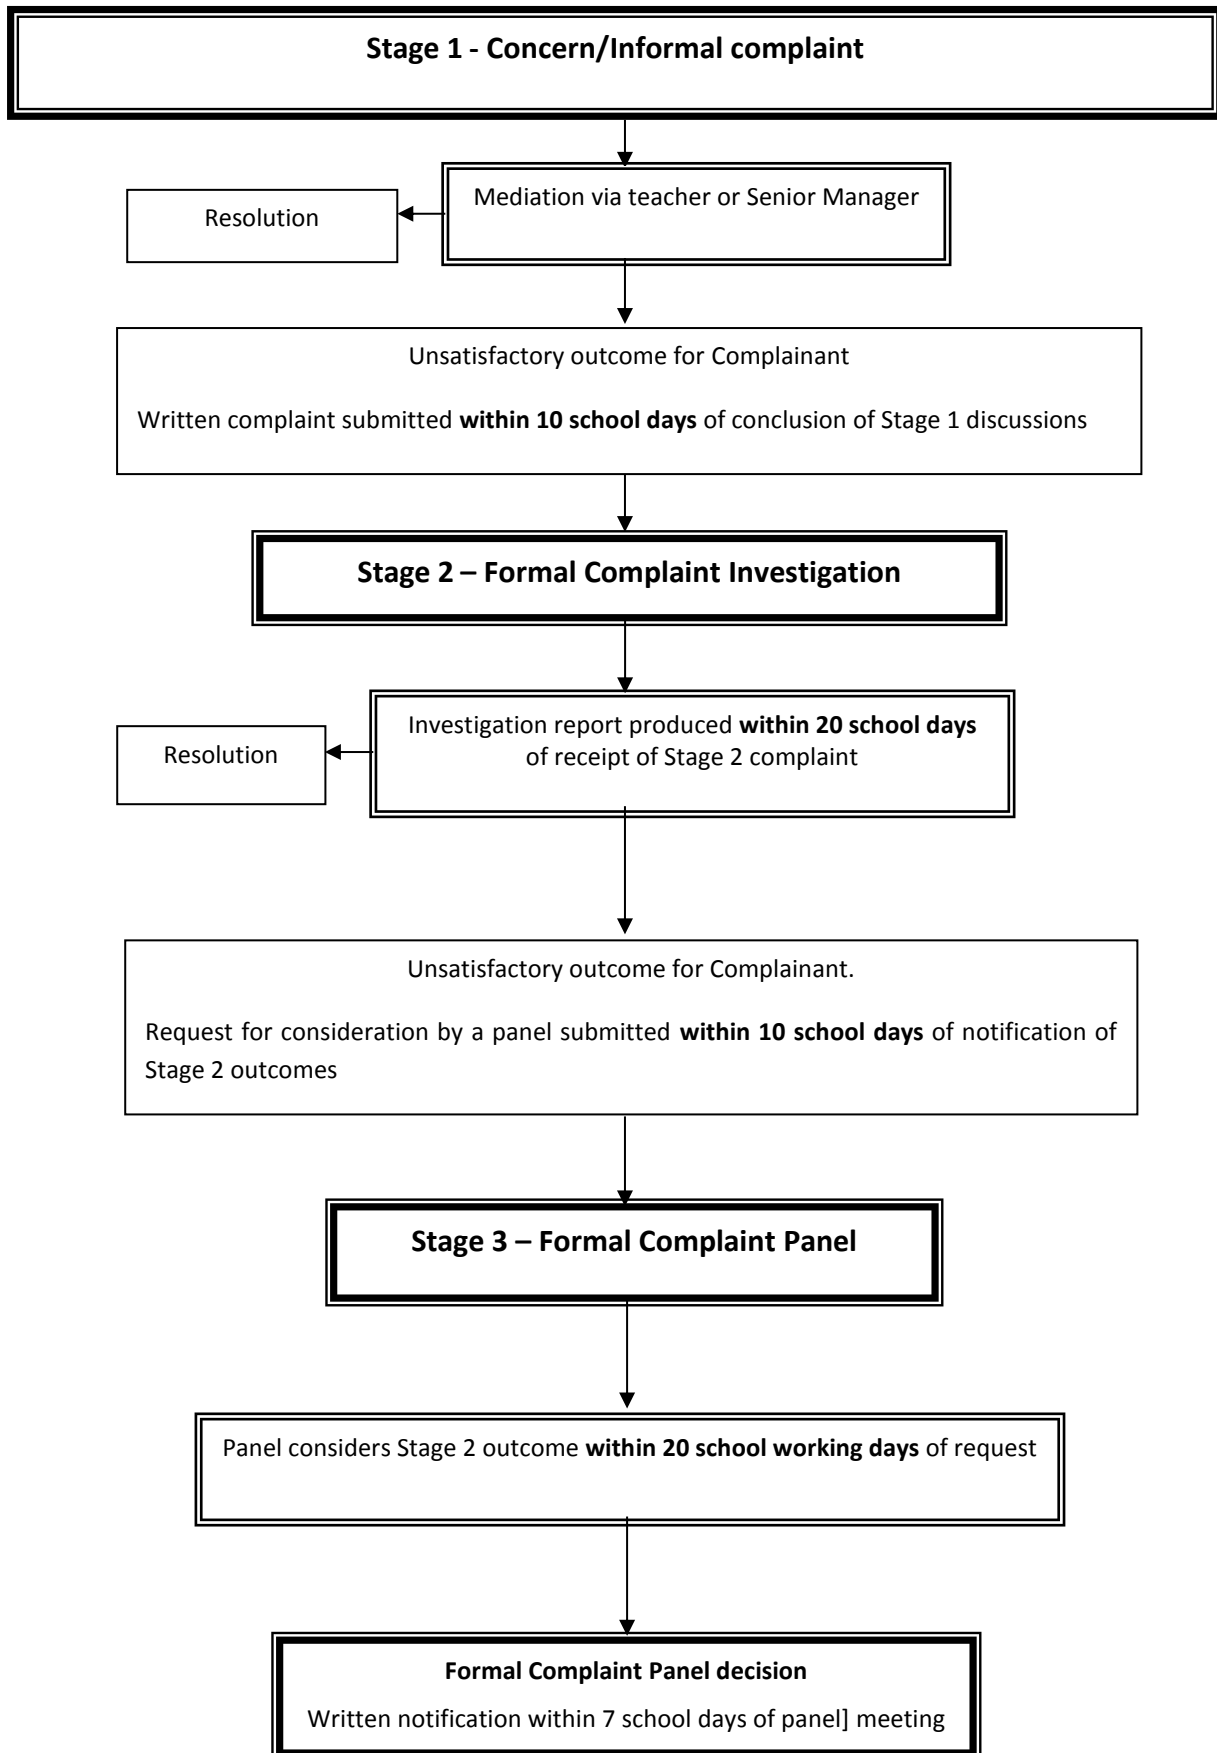 Stage 1 - Concern/Informal complaint
Mediation via teacher or Senior Manager
Resolution
Unsatisfactory outcome for Complainant
Written complaint submitted within 10 school days of conclusion of Stage 1 discussions
Stage 2 – Formal Complaint Investigation
Investigation report produced within 20 school days
of receipt of Stage 2 complaint
Resolution
Unsatisfactory outcome for Complainant.
Request for consideration by a panel submitted within 10 school days of notification of
Stage 2 outcomes
Stage 3 – Formal Complaint Panel
Panel considers Stage 2 outcome within 20 school working days of request
Formal Complaint Panel decision
Written notification within 7 school days of panel] meeting